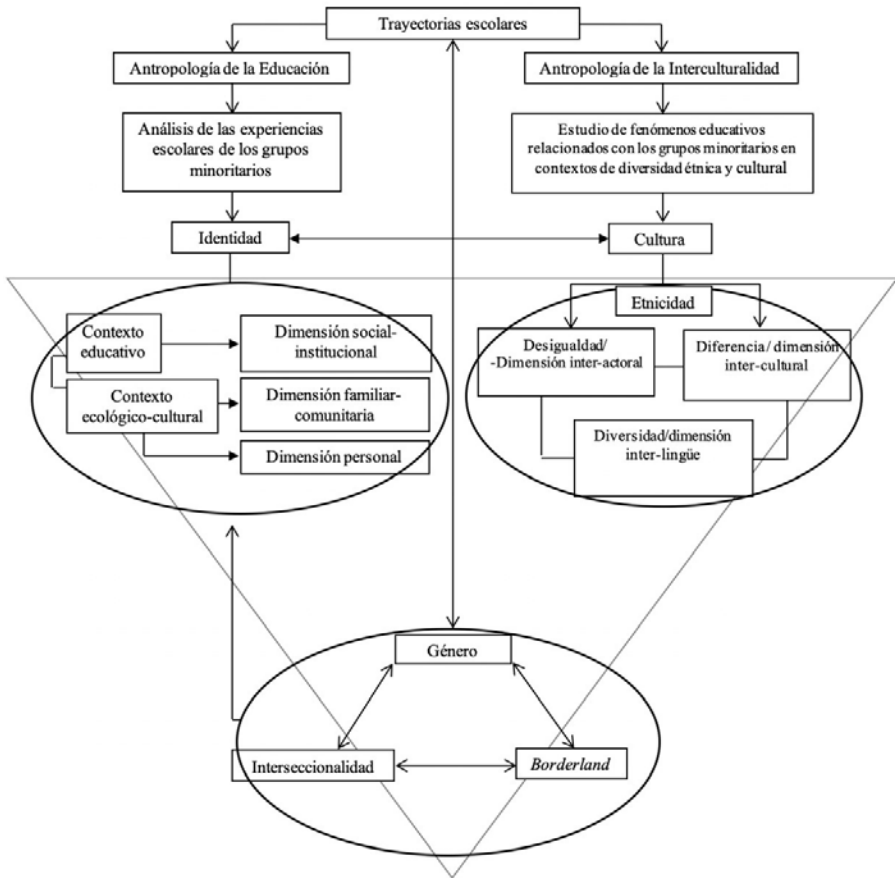 Trayectorias escolares
Antropología de la Educación
Antropología de la Interculturalidad
Análisis de las experiencias
escolares de los grupos
minoritarios
Estudio de fenómenos educativos
relacionados con los grupos minoritarios en
contextos de diversidad étnica y cultural
Identidad
Cultura
Etnicidad
Contexto
educativo
Dimensión social-
institucional
Contexto
ecológico-cultural
Dimensión familiar-
comunitaria
Dimensión personal
Desigualdad/
-Dimensión inter-actoral
Diferencia/ dimensión
inter-cultural
Diversidad/dimensión
inter-lingüe
Género
Interseccionalidad
Borderland